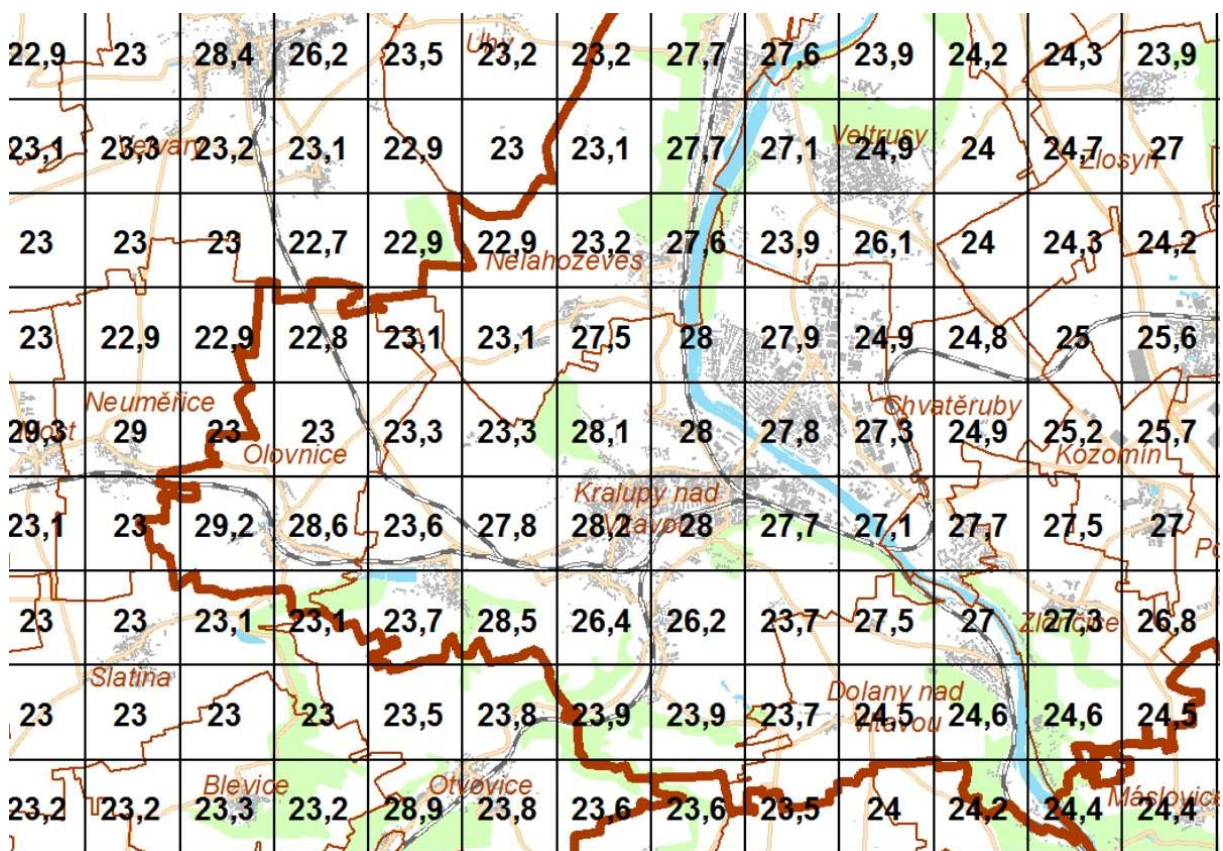 22,9 23 28,4 26,2 23,5 23,2 23,2 27,7 27,6 23,9 24,2 24,3 23,9
Uhy
23,1 23,3 23,2 23,1 22,9 23 23,1 27,7 27,1 24,9 24 24,7 27
Velvary Veltrusy Zlosyň
23 23 23 22,7 22,9 22,9 23,2 27,6 23,9 26,1 24 24,3 24,2
Nelahozeves
23 22,9 22,9 22,8 23,1 23,1 27,5 28 27,9 24,9 24,8 25 25,6
Neuměřice Chvatěruby
29,3 29 23 23 23,3 23,3 28,1 28 27,8 27,3 24,9 25,2 25,7
Olovnice Kozomín
Kralupy nad
Vltavou
23,1 23 29,2 28,6 23,6 27,8 28,2 28 27,7 27,1 27,7 27,5 27
23 23 23,1 23,1 23,7 28,5 26,4 26,2 23,7 27,5 27 27,3 26,8
Zlončice
Slatina Dolany nad
Vltavou
23 23 23 23 23,5 23,8 23,9 23,9 23,7 24,5 24,6 24,6 24,5
Blevice Otvovice Máslovice
23,2 23,2 23,3 23,2 28,9 23,8 23,6 23,6 23,5 24 24,2 24,4 24,4